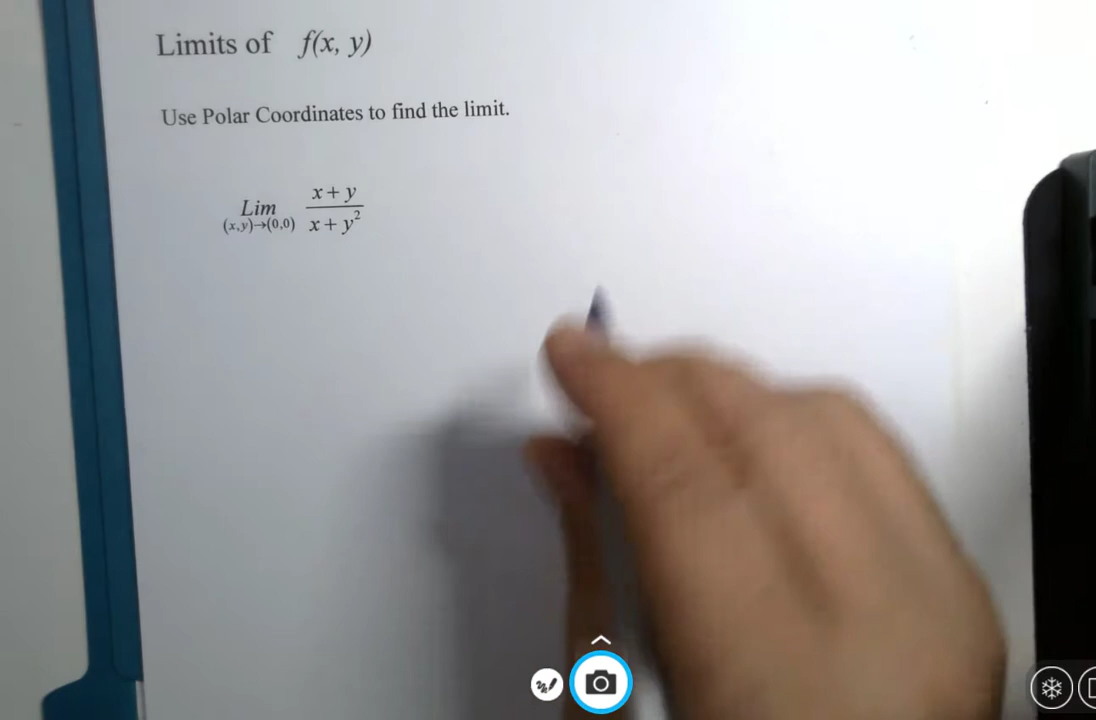 Limits of f(x, y)
Use Polar Coordinates to find the limit.
Lim (x,y)→(0,0) x + y / x + y²